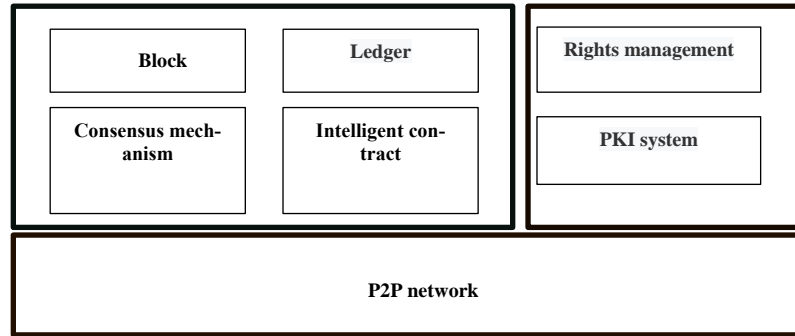 Block
Ledger
Rights management
Consensus mech-
anism
Intelligent con-
tract
PKI system
P2P network